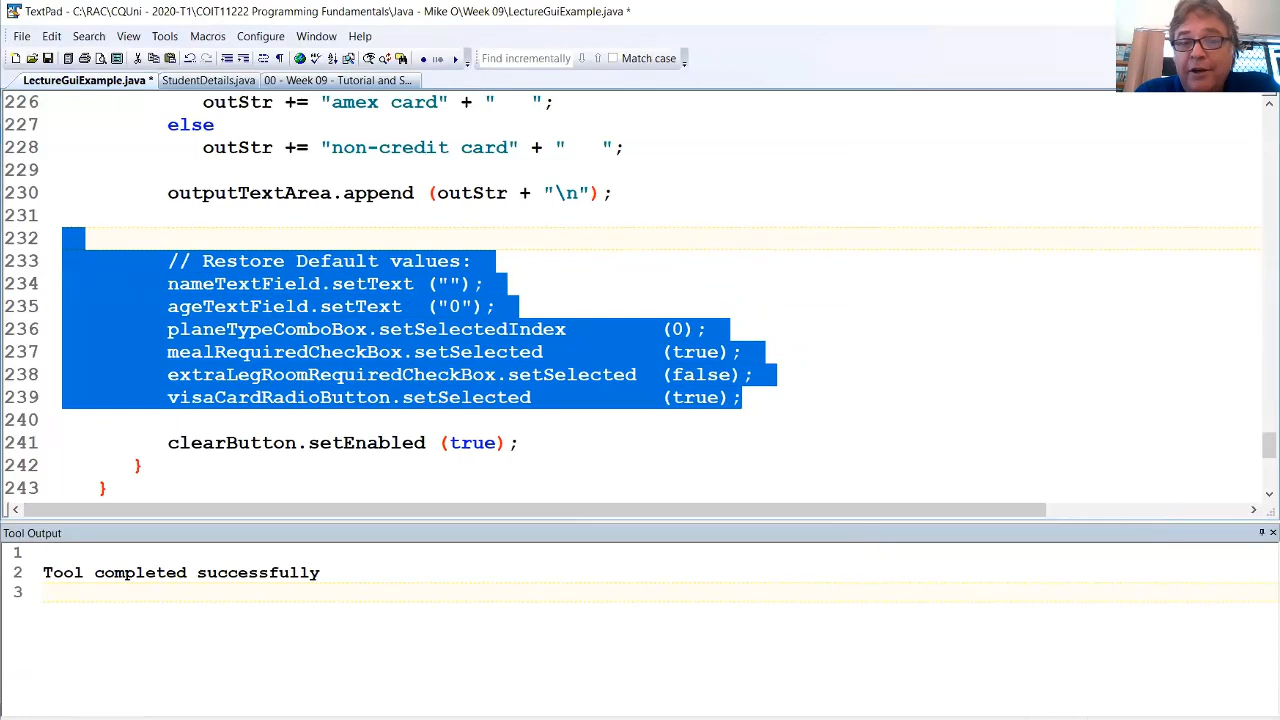 TextPad - C:\RAC\CQUni - 2020-T1\COIT11222 Programming Fundamentals\Java - Mike O\Week 09\LectureGuiExample.java *
File Edit Search View Tools Macros Configure Window Help
Find incrementally Match case
LectureGuiExample.java * StudentDetails.java 00 - Week 09 - Tutorial and S...
226 outStr += "amex card" + "   ";
227 else
228 outStr += "non-credit card" + "   ";
229
230 outputTextArea.append (outStr + "\n");
231
232
233 // Restore Default values:
234 nameTextField.setText ("");
235 ageTextField.setText  ("0");
236 planeTypeComboBox.setSelectedIndex        (0);
237 mealRequiredCheckBox.setSelected          (true);
238 extraLegRoomRequiredCheckBox.setSelected  (false);
239 visaCardRadioButton.setSelected           (true);
240
241 clearButton.setEnabled (true);
242 }
243 }
Tool Output
1
2 Tool completed successfully
3